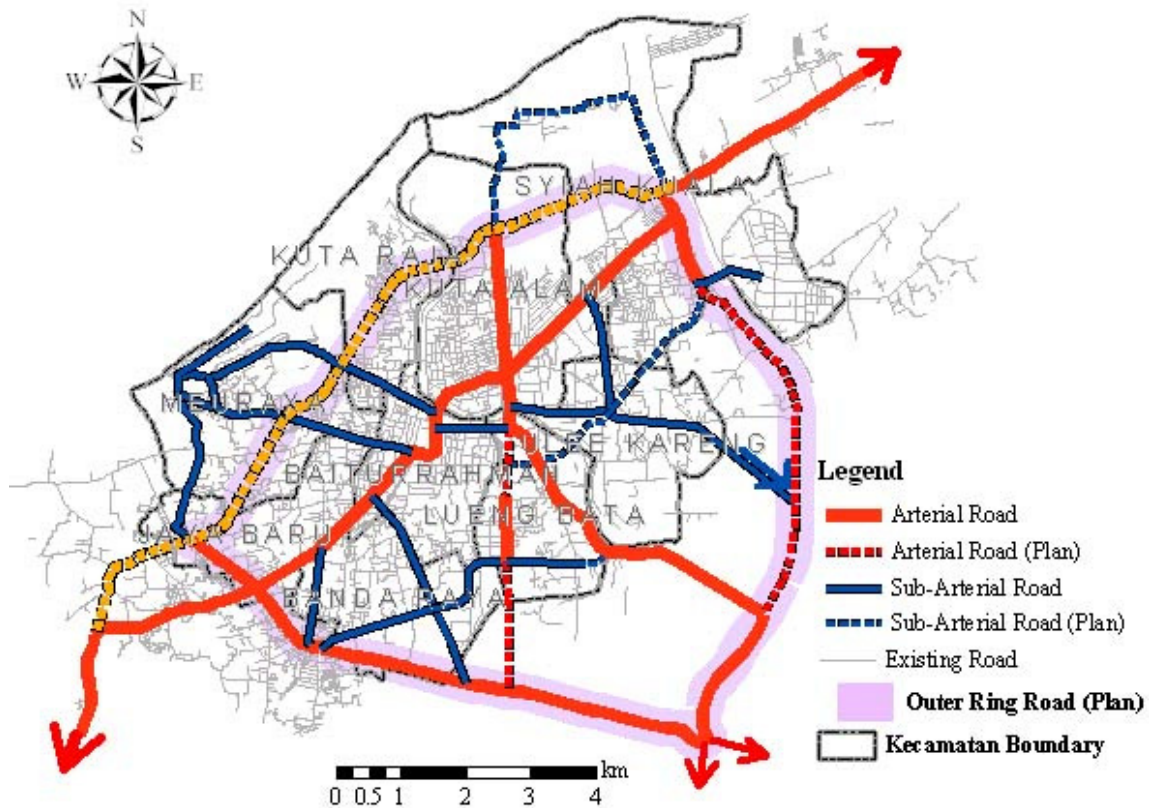 N
W E
S
SYIAH KUALA
KUTA RAJA
KUTA ALAM
MEURAXA
ULEE KARENG
BAITURRAHMAN
LUENG BATA
JAYA BARU
BANDA RAYA
Legend
Arterial Road
Arterial Road (Plan)
Sub-Arterial Road
Sub-Arterial Road (Plan)
Existing Road
Outer Ring Road (Plan)
Kecamatan Boundary
km
0 0.5 1 2 3 4